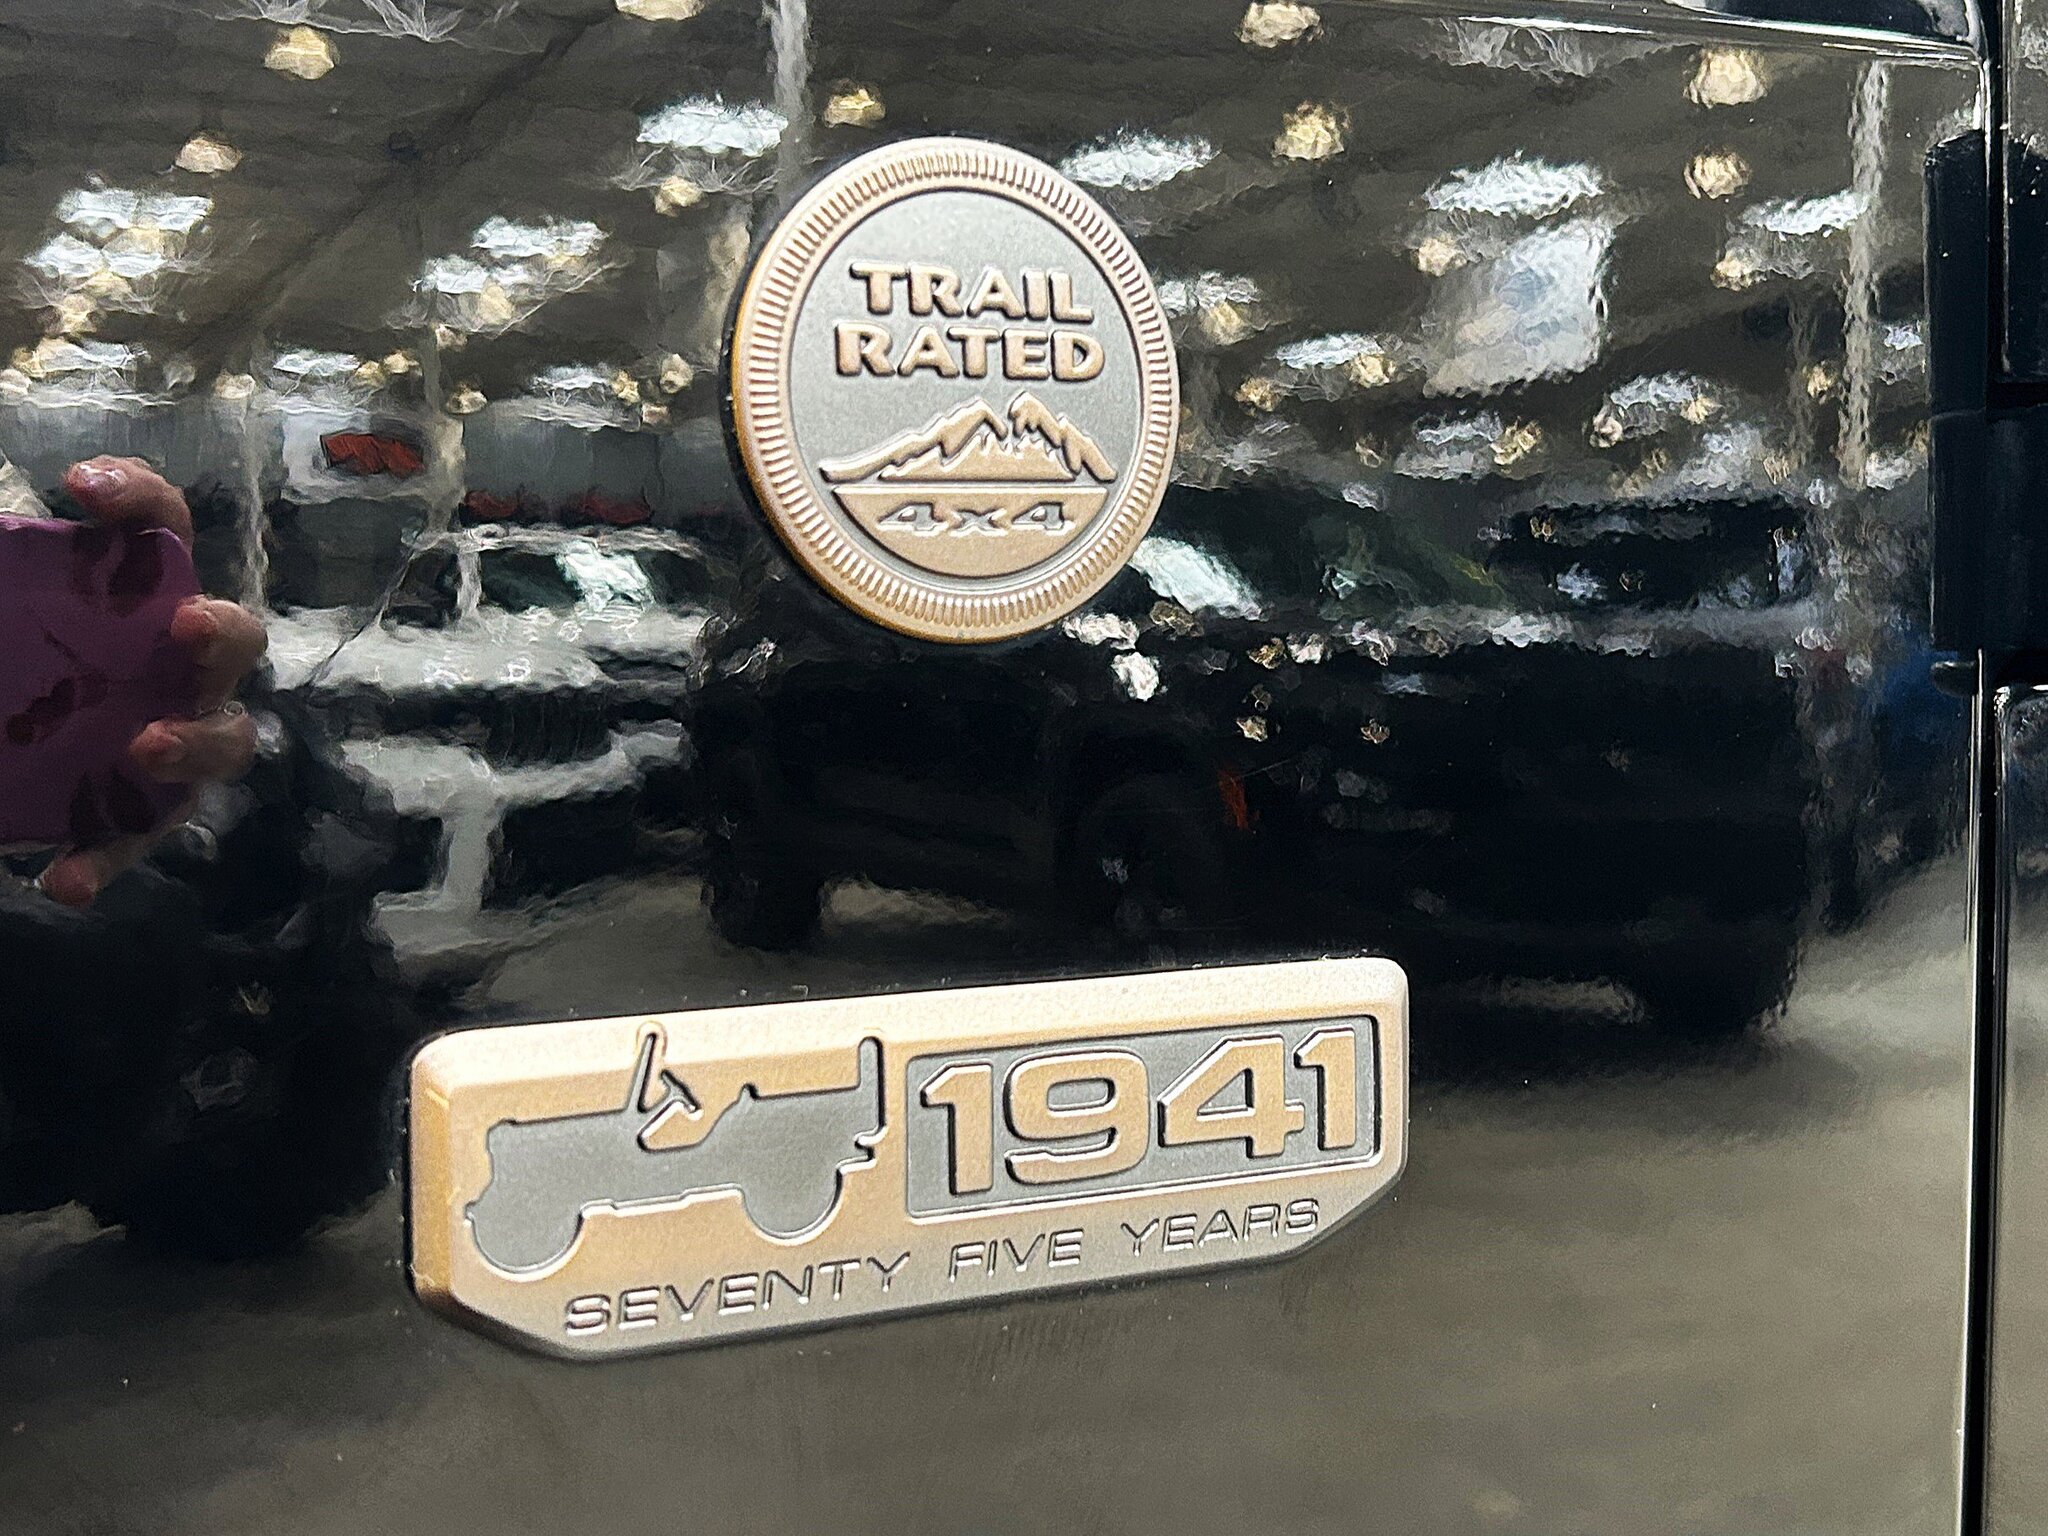 TRAIL
RATED
4x4
1941
SEVENTY FIVE YEARS